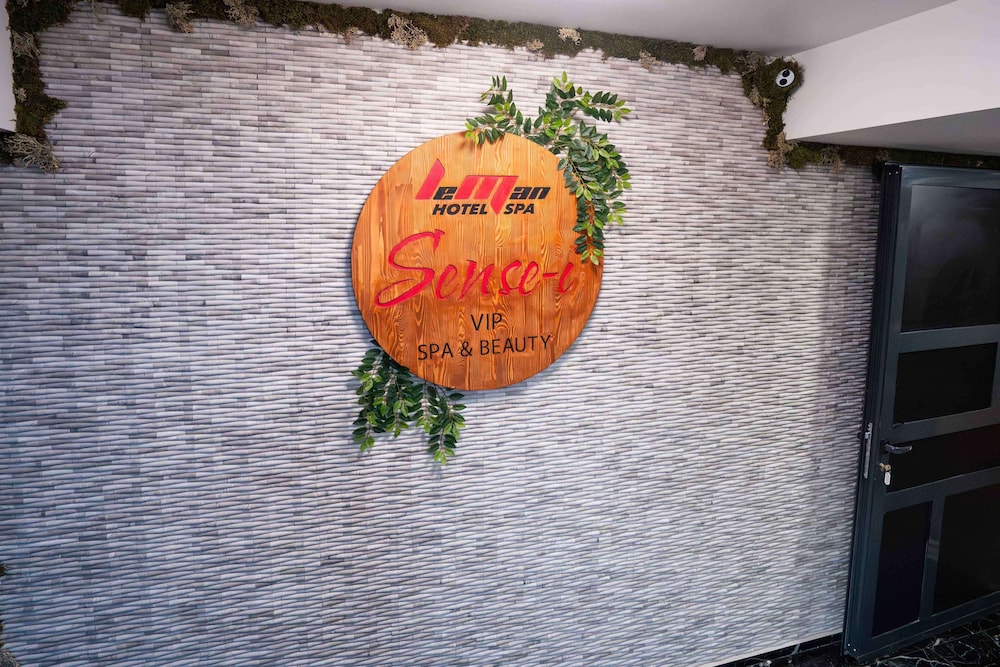 LeMan
HOTEL SPA
Sense-i
VIP
SPA & BEAUTY